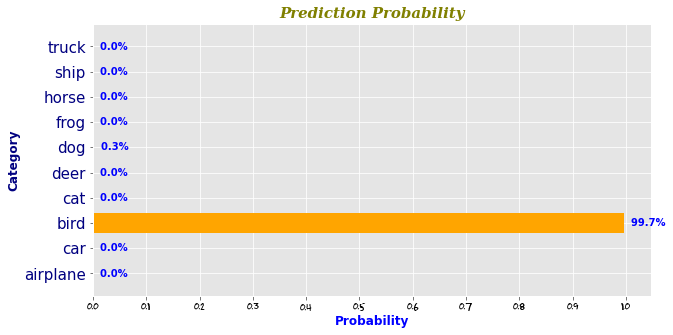 Prediction Probability
truck 0.0%
ship 0.0%
horse 0.0%
frog 0.0%
dog 0.3%
deer 0.0%
cat 0.0%
bird 99.7%
car 0.0%
airplane 0.0%
Category
0.0 0.1 0.2 0.3 0.4 0.5 0.6 0.7 0.8 0.9 1.0
Probability